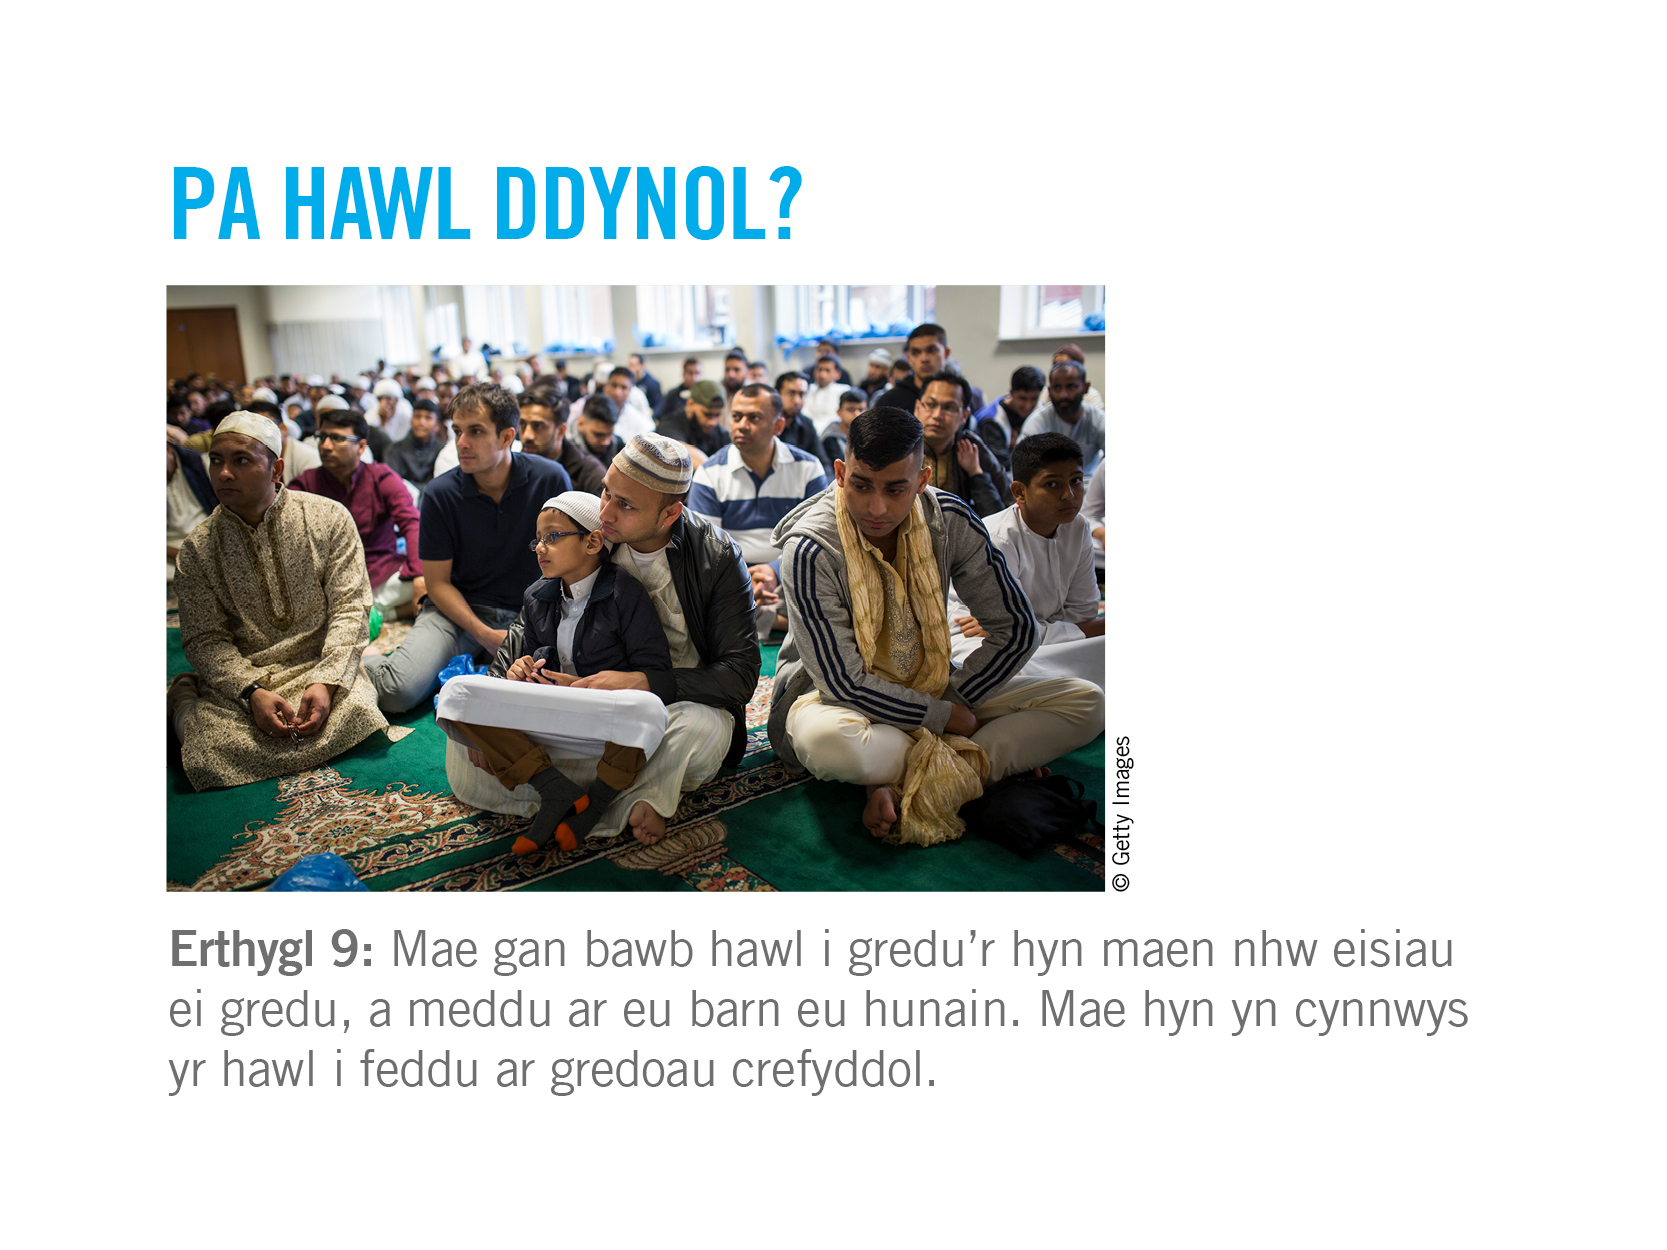 PA HAWL DDYNOL?
© Getty Images
Erthygl 9: Mae gan bawb hawl i gredu’r hyn maen nhw eisiau
ei gredu, a meddu ar eu barn eu hunain. Mae hyn yn cynnwys
yr hawl i feddu ar gredoau crefyddol.